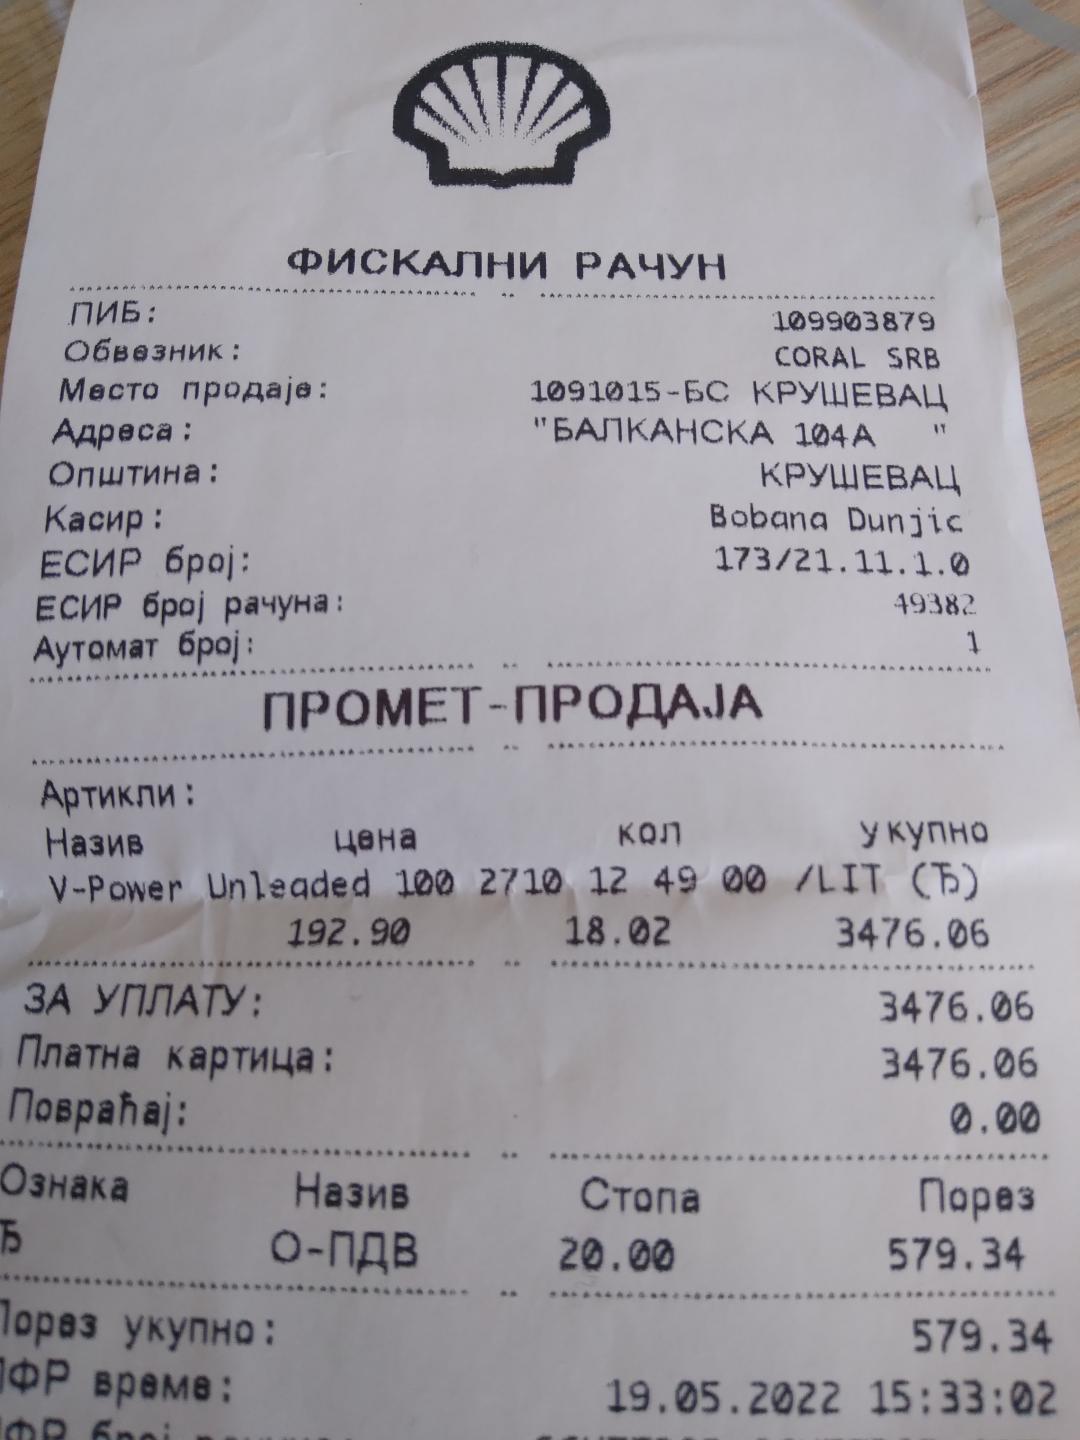 ФИСКАЛНИ РАЧУН
ПИБ: 109903879
Обвезник: CORAL SRB
Место продаје: 1091015-БС КРУШЕВАЦ
Адреса: "БАЛКАНСКА 104А "
Општина: КРУШЕВАЦ
Касир: Bobana Dunjic
ЕСИР број: 173/21.11.1.0
ЕСИР број рачуна: 49382
Аутомат број: 1
ПРОМЕТ-ПРОДАЈА
Артикли:
Назив цена кол укупно
V-Power Unleaded 100 2710 12 49 00 /LIT (Ђ)
192.90 18.02 3476.06
ЗА УПЛАТУ: 3476.06
Платна картица: 3476.06
Повраћај: 0.00
Ознака Назив Стопа Порез
Ђ О-ПДВ 20.00 579.34
Порез укупно: 579.34
ПФР време: 19.05.2022 15:33:02